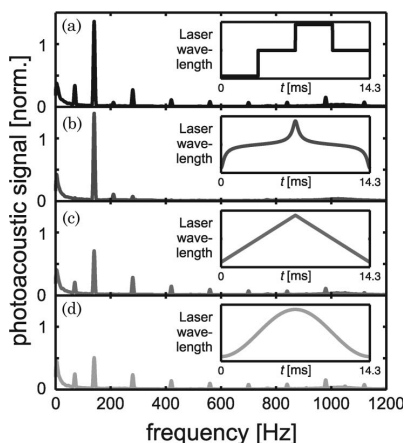 photoacoustic signal [norm.]
(a)
1
0
Laser
wave-
length
0
t [ms]
14.3
(b)
1
0
Laser
wave-
length
0
t [ms]
14.3
(c)
1
0
Laser
wave-
length
0
t [ms]
14.3
(d)
1
0
Laser
wave-
length
0
t [ms]
14.3
0 200 400 600 800 1000 1200
frequency [Hz]